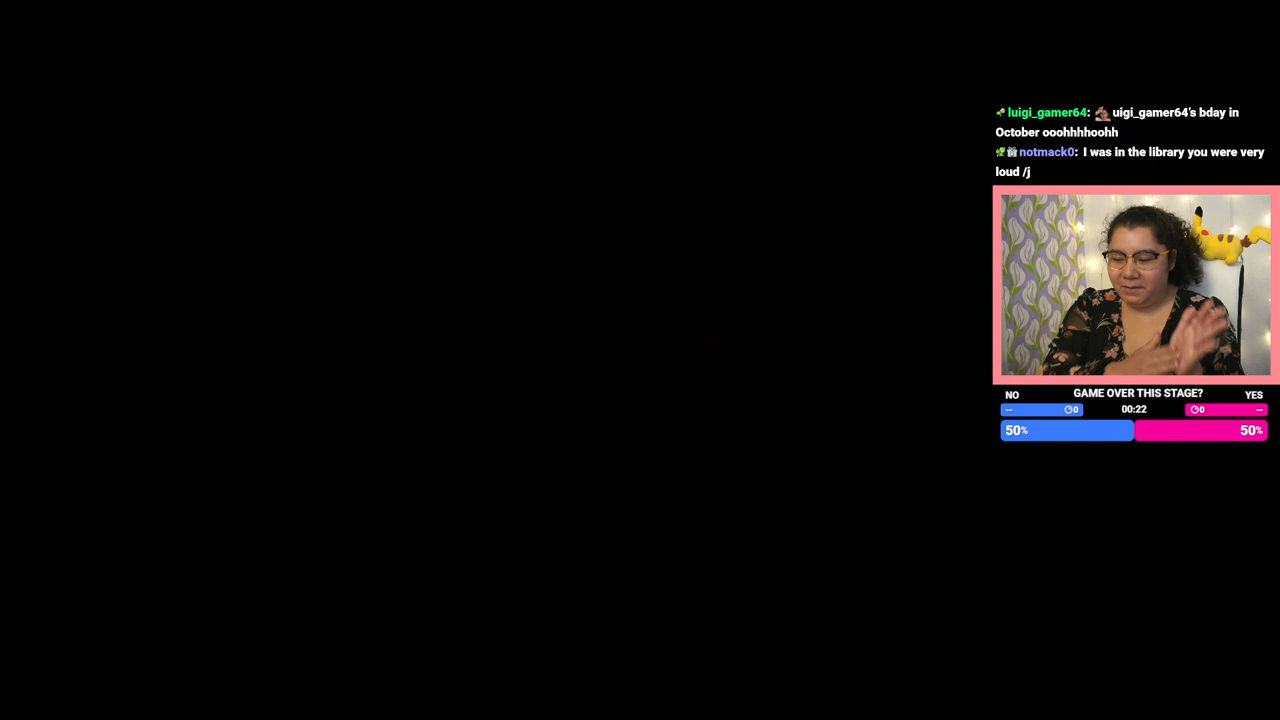 luigi_gamer64: uigi_gamer64's bday in
October ooohhhhoohh
notmack0: I was in the library you were very
loud /j
NO GAME OVER THIS STAGE? YES
-- 0 00:22 0 --
50% 50%